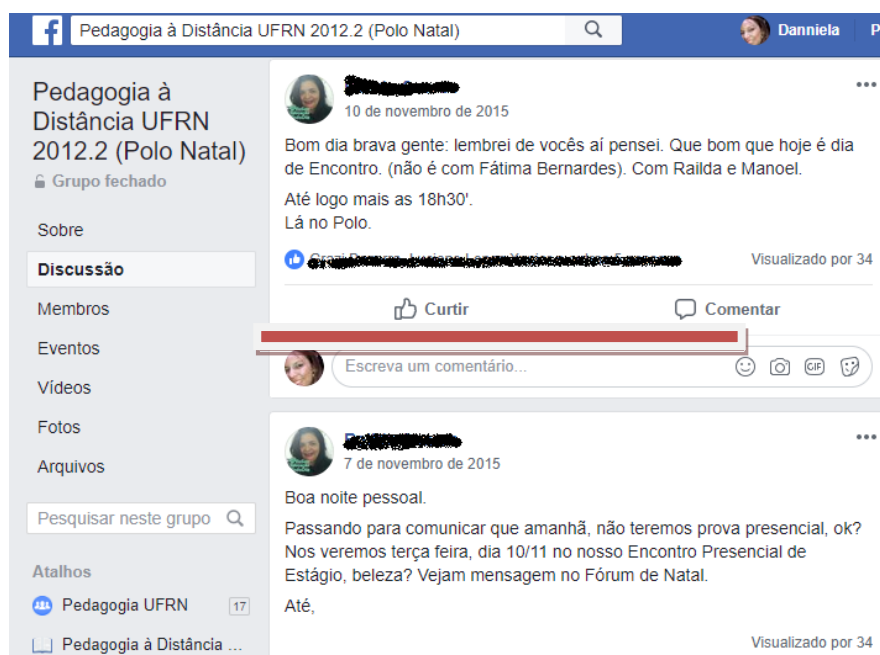 f
Pedagogia à Distância UFRN 2012.2 (Polo Natal)
Danniela
P
Pedagogia à
Distância UFRN
2012.2 (Polo Natal)
Grupo fechado
Sobre
Discussão
Membros
Eventos
Vídeos
Fotos
Arquivos
Pesquisar neste grupo
Atalhos
Pedagogia UFRN
17
Pedagogia à Distância ...
10 de novembro de 2015
Bom dia brava gente: lembrei de vocês aí pensei. Que bom que hoje é dia
de Encontro. (não é com Fátima Bernardes). Com Railda e Manoel.
Até logo mais as 18h30'.
Lá no Polo.
Visualizado por 34
Curtir
Comentar
Escreva um comentário...
GIF
7 de novembro de 2015
Boa noite pessoal.
Passando para comunicar que amanhã, não teremos prova presencial, ok?
Nos veremos terça feira, dia 10/11 no nosso Encontro Presencial de
Estágio, beleza? Vejam mensagem no Fórum de Natal.
Até,
Visualizado por 34